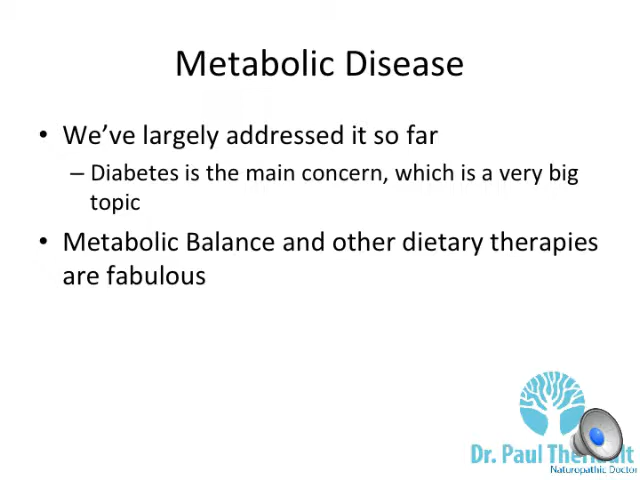 Metabolic Disease
• We've largely addressed it so far
– Diabetes is the main concern, which is a very big
topic
• Metabolic Balance and other dietary therapies
are fabulous
Dr. Paul Theriault
Naturopathic Doctor